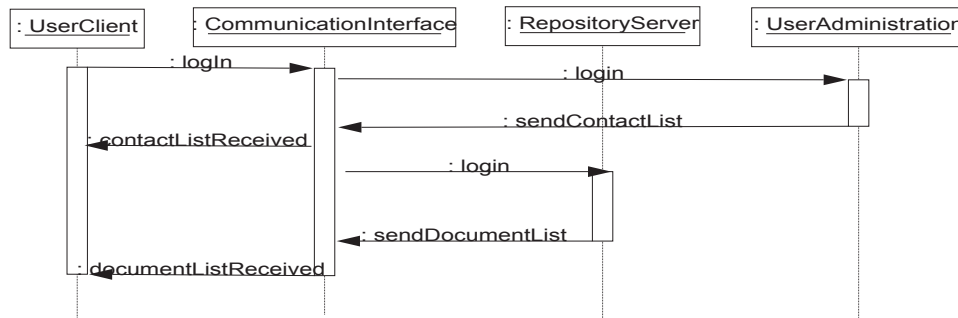 : UserClient
: CommunicationInterface
: RepositoryServer
: UserAdministration
: logIn
: login
: sendContactList
: contactListReceived
: login
: sendDocumentList
: documentListReceived